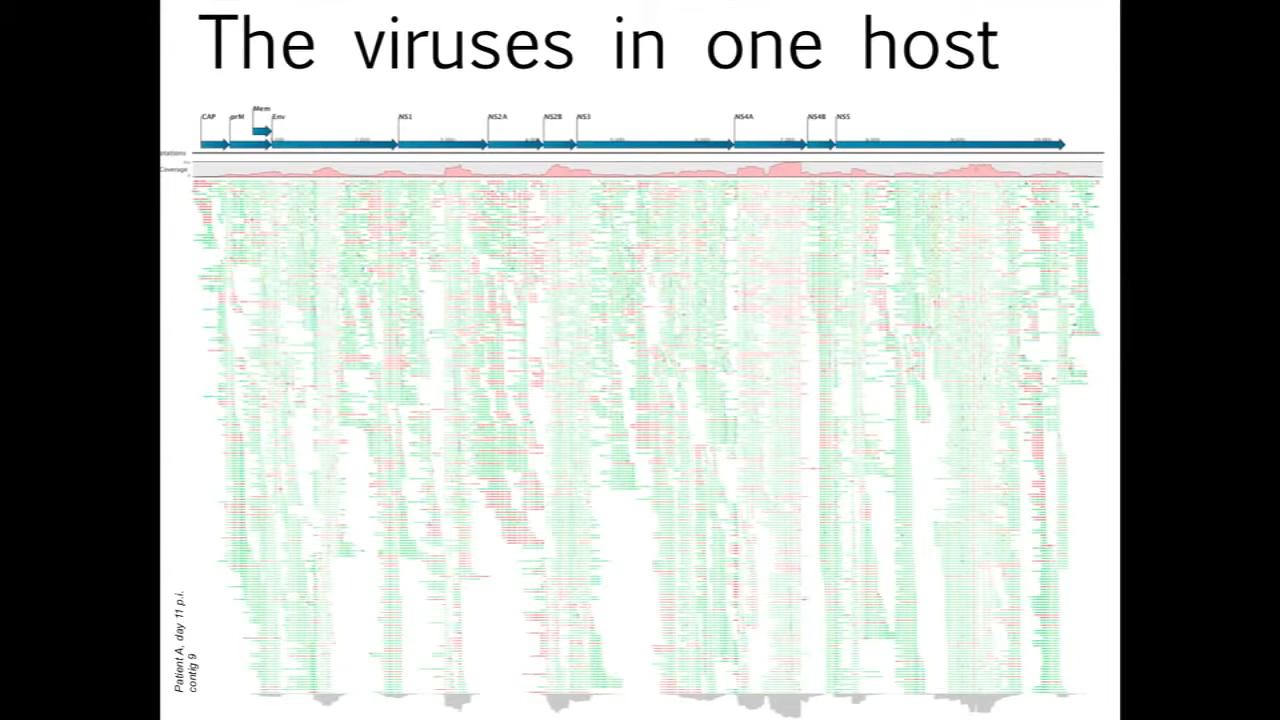 The viruses in one host
Mem
CAP prM Env NS1 NS2A NS2B NS3 NS4A NS4B NS5
Coverage
Patient A, day 11 p.i.
contig 9